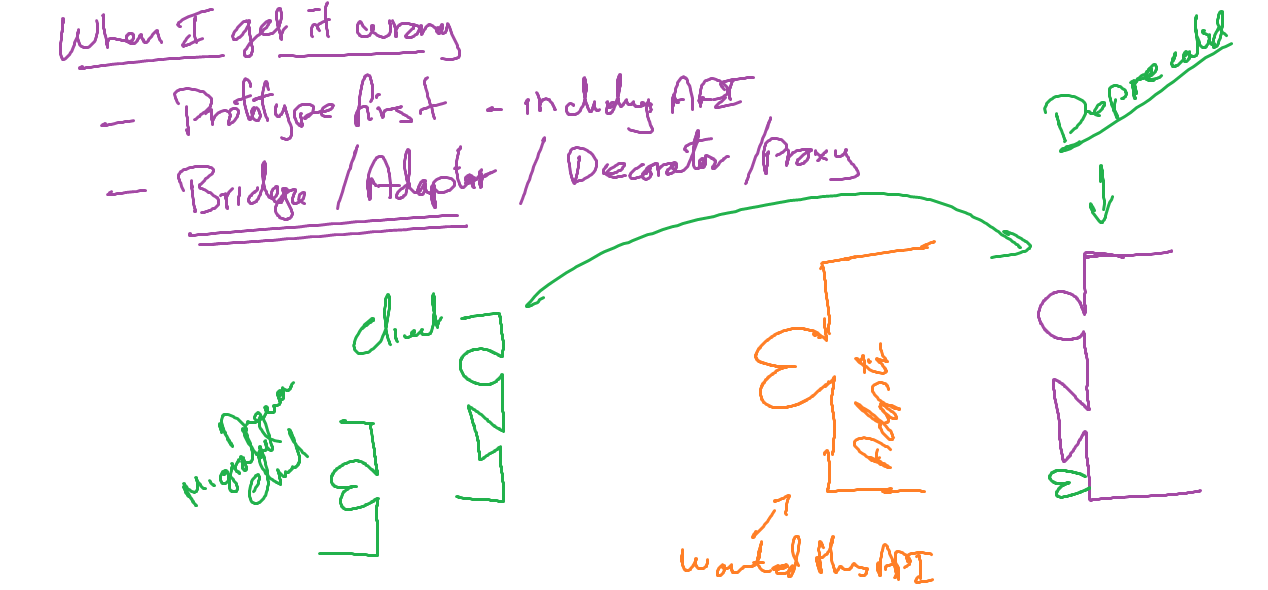 When I get it wrong
- Prototype first - including API
- Bridge / Adapter / Decorator / Proxy
Deprecated
Client
Migrated
Client
Adapter
Wanted this API